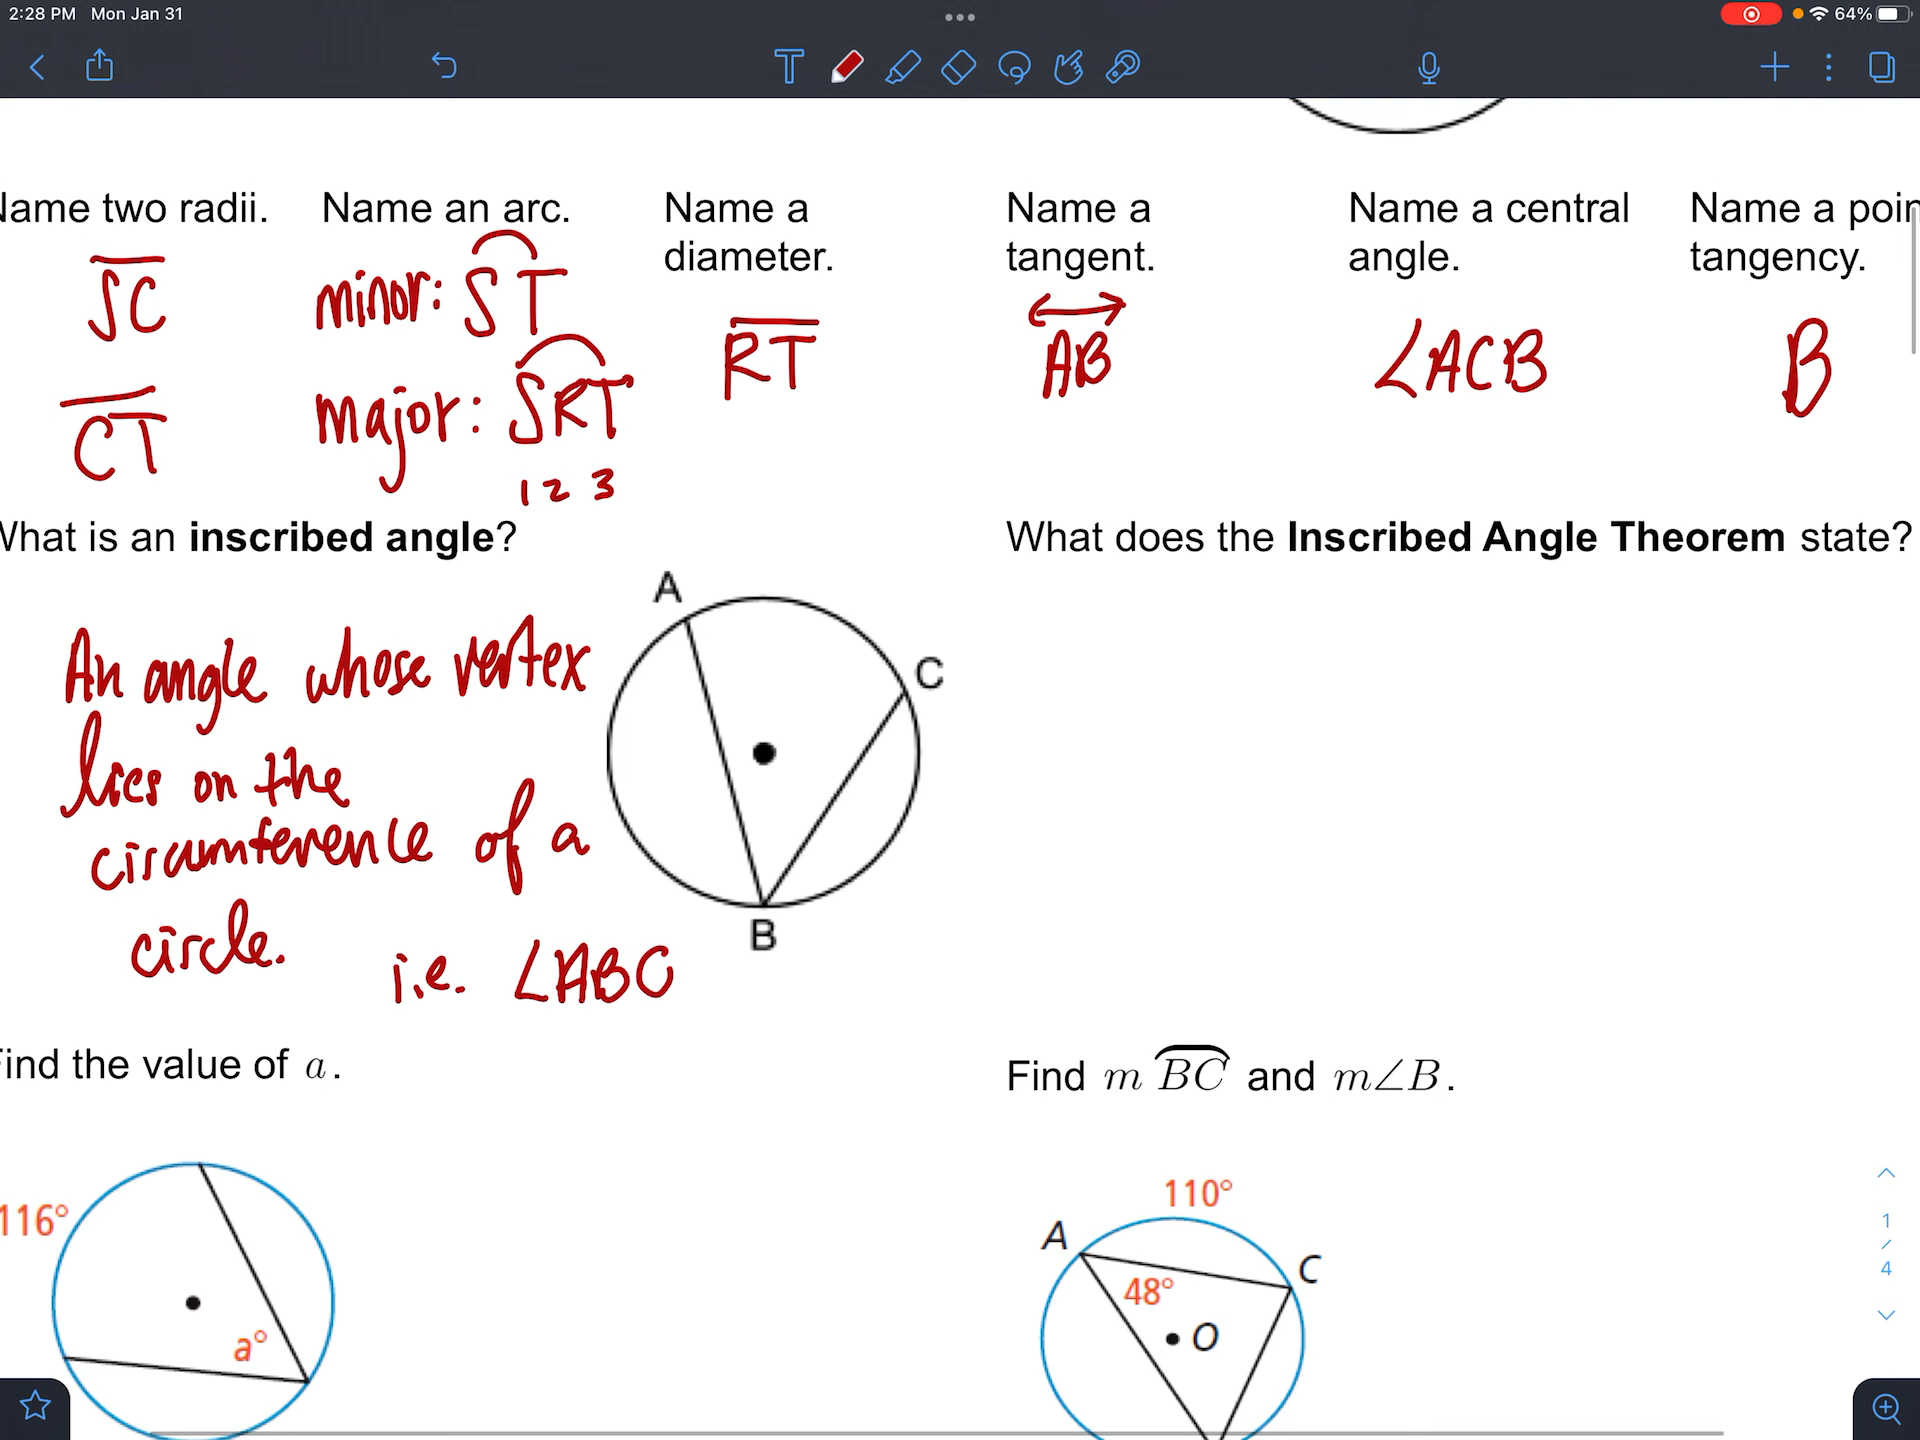 2:28 PM Mon Jan 31
64%
Name two radii.
SC
CT
Name an arc.
minor: ST
major: SRT
1 2 3
Name a
diameter.
RT
Name a
tangent.
AB
Name a central
angle.
∠ACB
Name a poin
tangency.
B
What is an inscribed angle?
An angle whose vertex
lies on the
circumference of a
circle.
i.e. ∠ABC
A
C
B
What does the Inscribed Angle Theorem state?
Find the value of a.
116°
a°
Find m BC and m∠B.
110°
A
C
48°
O
1
/
4